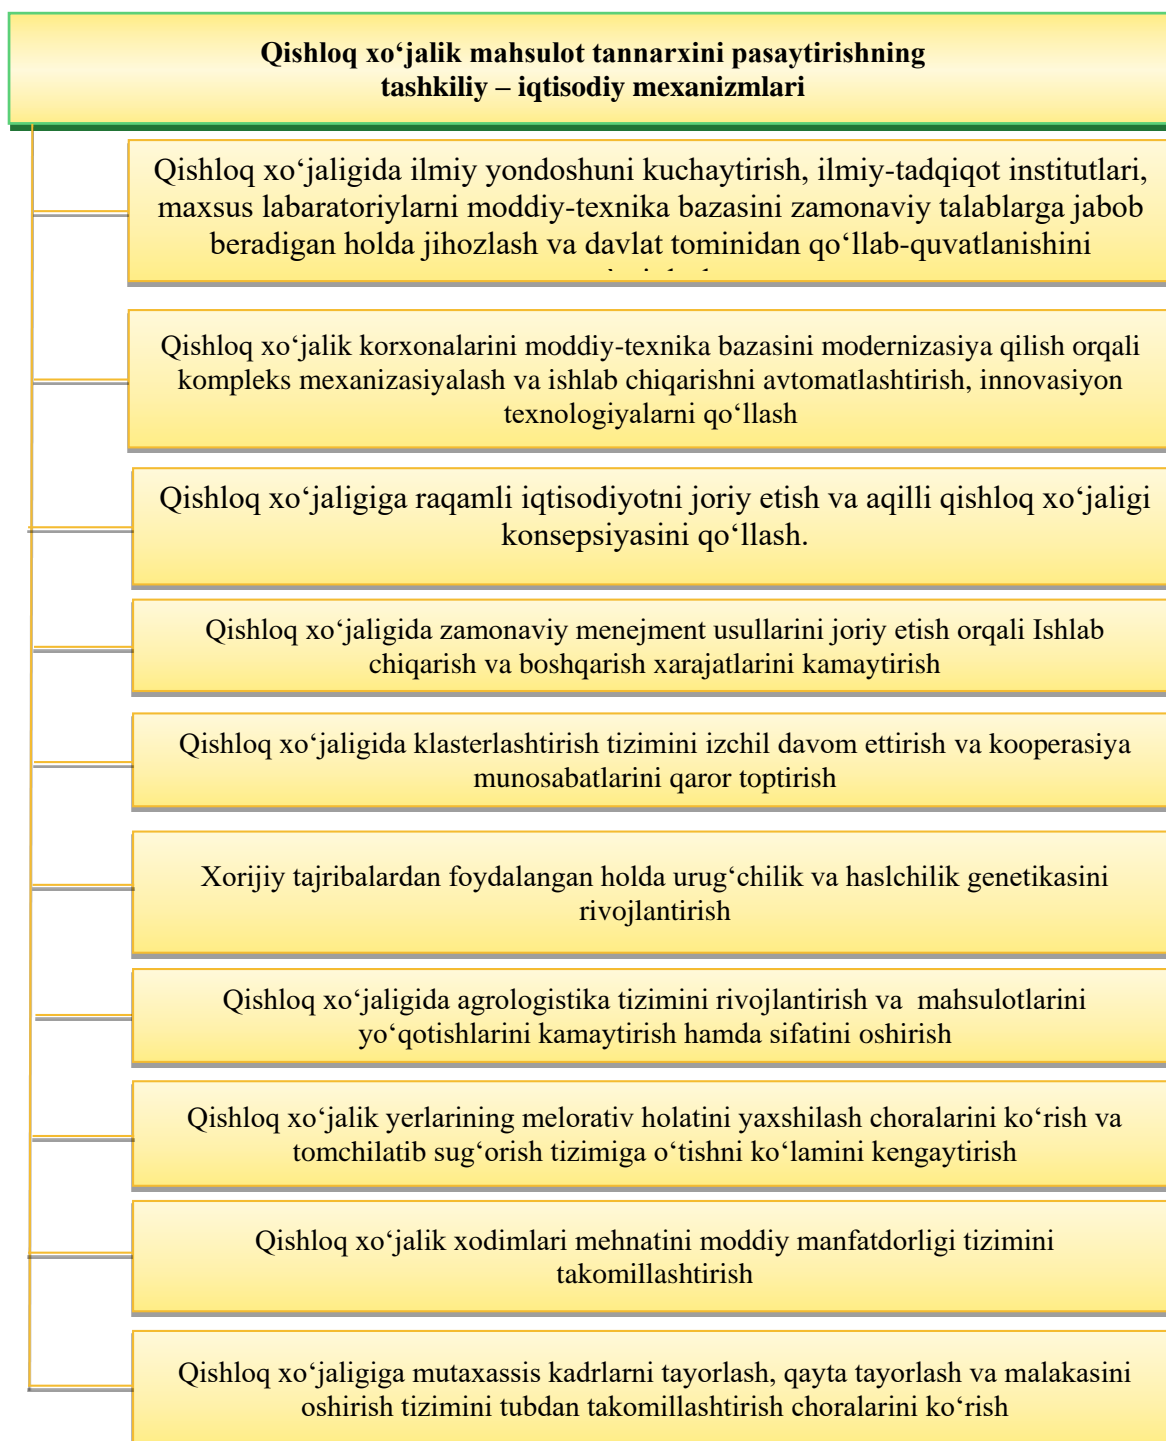 Qishloq xo‘jalik mahsulot tannarxini pasaytirishning
tashkiliy – iqtisodiy mexanizmlari
Qishloq xo‘jaligida ilmiy yondoshuni kuchaytirish, ilmiy-tadqiqot institutlari,
maxsus labaratoriylarni moddiy-texnika bazasini zamonaviy talablarga jabob
beradigan holda jihozlash va davlat tominidan qo‘llab-quvatlanishini
Qishloq xo‘jalik korxonalarini moddiy-texnika bazasini modernizasiya qilish orqali
kompleks mexanizasiyalash va ishlab chiqarishni avtomatlashtirish, innovasiyon
texnologiyalarni qo‘llash
Qishloq xo‘jaligiga raqamli iqtisodiyotni joriy etish va aqilli qishloq xo‘jaligi
konsepsiyasini qo‘llash.
Qishloq xo‘jaligida zamonaviy menejment usullarini joriy etish orqali Ishlab
chiqarish va boshqarish xarajatlarini kamaytirish
Qishloq xo‘jaligida klasterlashtirish tizimini izchil davom ettirish va kooperasiya
munosabatlarini qaror toptirish
Xorijiy tajribalardan foydalangan holda urug‘chilik va haslchilik genetikasini
rivojlantirish
Qishloq xo‘jaligida agrologistika tizimini rivojlantirish va mahsulotlarini
yo‘qotishlarini kamaytirish hamda sifatini oshirish
Qishloq xo‘jalik yerlarining melorativ holatini yaxshilash choralarini ko‘rish va
tomchilatib sug‘orish tizimiga o‘tishni ko‘lamini kengaytirish
Qishloq xo‘jalik xodimlari mehnatini moddiy manfatdorligi tizimini
takomillashtirish
Qishloq xo‘jaligiga mutaxassis kadrlarni tayorlash, qayta tayorlash va malakasini
oshirish tizimini tubdan takomillashtirish choralarini ko‘rish